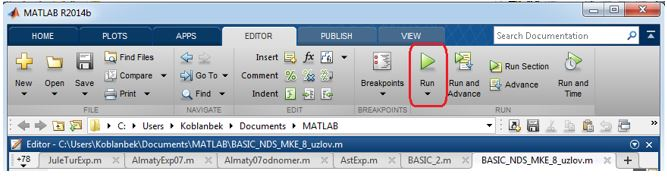 MATLAB R2014b
HOME PLOTS APPS EDITOR PUBLISH VIEW Search Documentation
New Open Save Find Files Compare Print Go To Find Insert fx Comment Indent Breakpoints Run Run and Advance Run Section Advance Run and Time
FILE NAVIGATE EDIT BREAKPOINTS RUN
C: Users Koblanbek Documents MATLAB
Editor - C:\Users\Koblanbek\Documents\MATLAB\BASIC_NDS_MKE_8_uzlov.m
+78 JuleTurExp.m AlmatyExp07.m Almaty07odnomer.m AstExp.m BASIC_2.m BASIC_NDS_MKE_8_uzlov.m